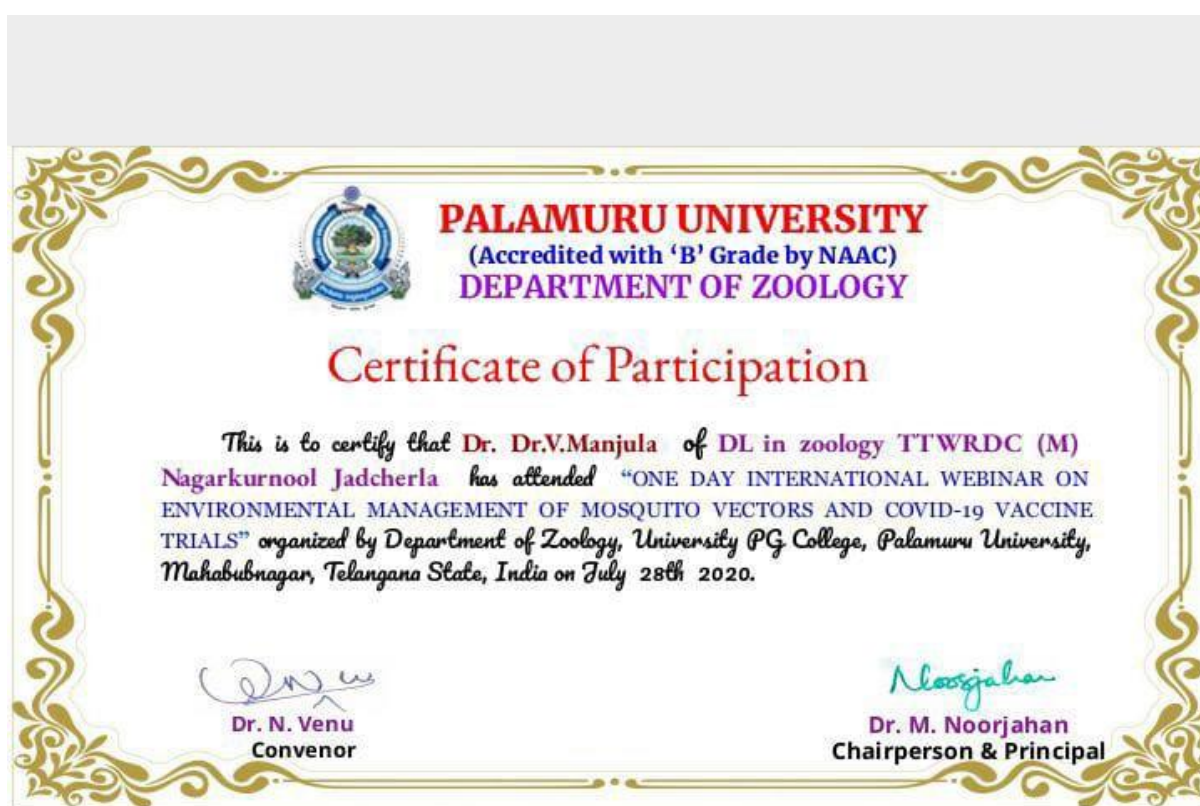 PALAMURU UNIVERSITY
(Accredited with ‘B’ Grade by NAAC)
DEPARTMENT OF ZOOLOGY
Certificate of Participation
This is to certify that Dr. Dr.V.Manjula of DL in zoology TTWRDC (M)
Nagarkurnool Jadcherla has attended “ONE DAY INTERNATIONAL WEBINAR ON
ENVIRONMENTAL MANAGEMENT OF MOSQUITO VECTORS AND COVID-19 VACCINE
TRIALS” organized by Department of Zoology, University PG College, Palamuru University,
Mahabubnagar, Telangana State, India on July 28th 2020.
Noorjahan
Dr. N. Venu
Convenor
Dr. M. Noorjahan
Chairperson & Principal